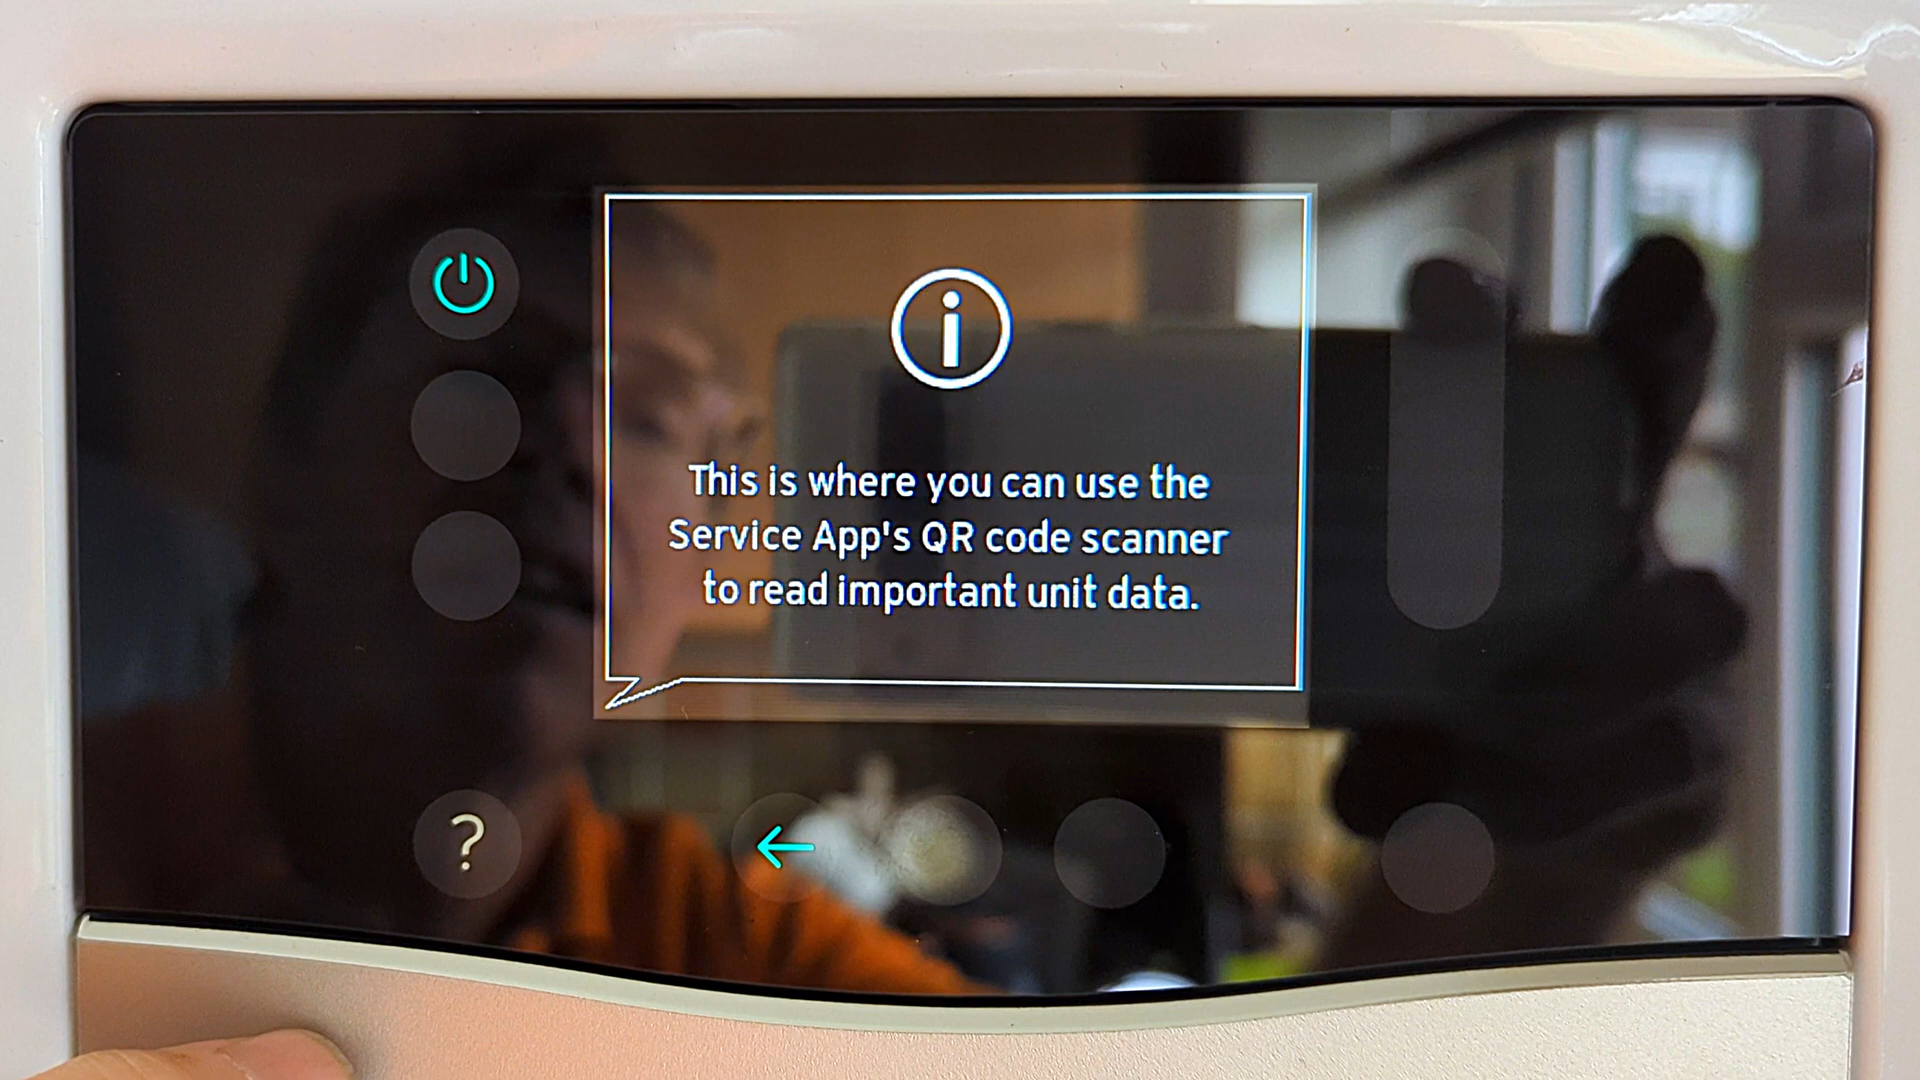 This is where you can use the
Service App's QR code scanner
to read important unit data.
?